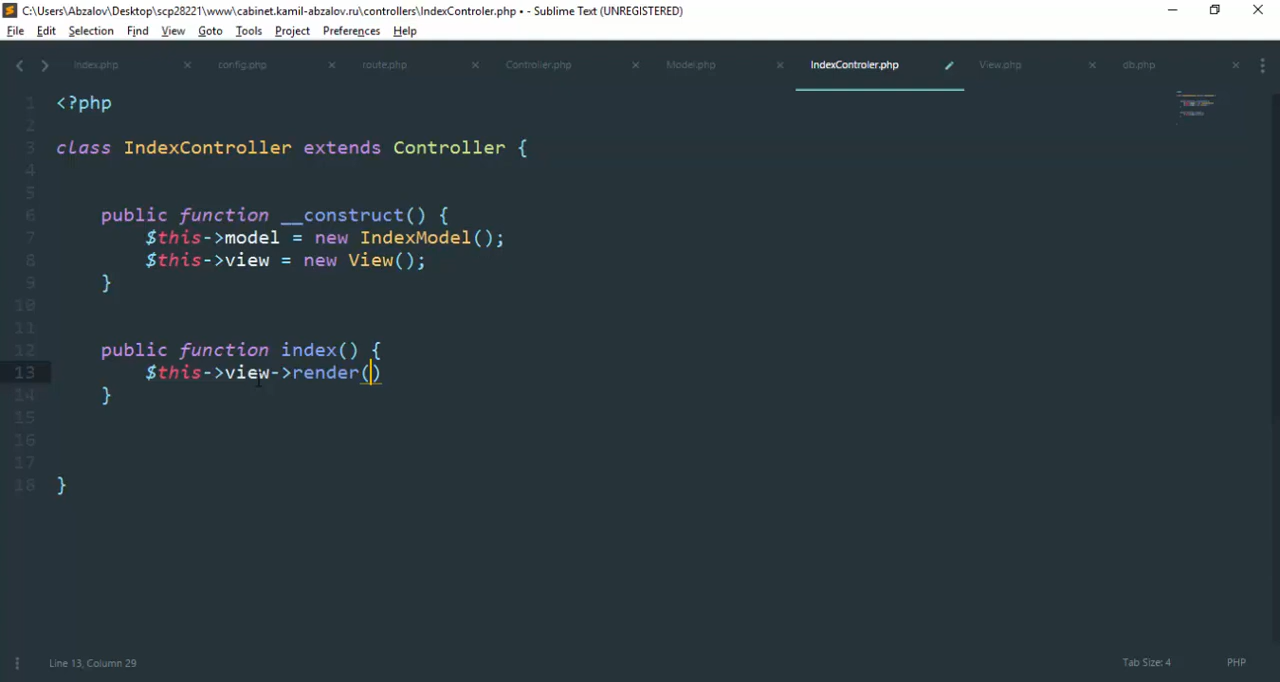 C:\Users\Abzalov\Desktop\scp28221\www\cabinet.kamil-abzalov.ru\controllers\IndexControler.php • - Sublime Text (UNREGISTERED)
File Edit Selection Find View Goto Tools Project Preferences Help
index.php config.php route.php Controller.php Model.php IndexControler.php View.php db.php
1 <?php
2
3 class IndexController extends Controller {
4
5
6 public function __construct() {
7 $this->model = new IndexModel();
8 $this->view = new View();
9 }
10
11
12 public function index() {
13 $this->view->render()
14 }
15
16
17
18 }
Line 13, Column 29 Tab Size: 4 PHP